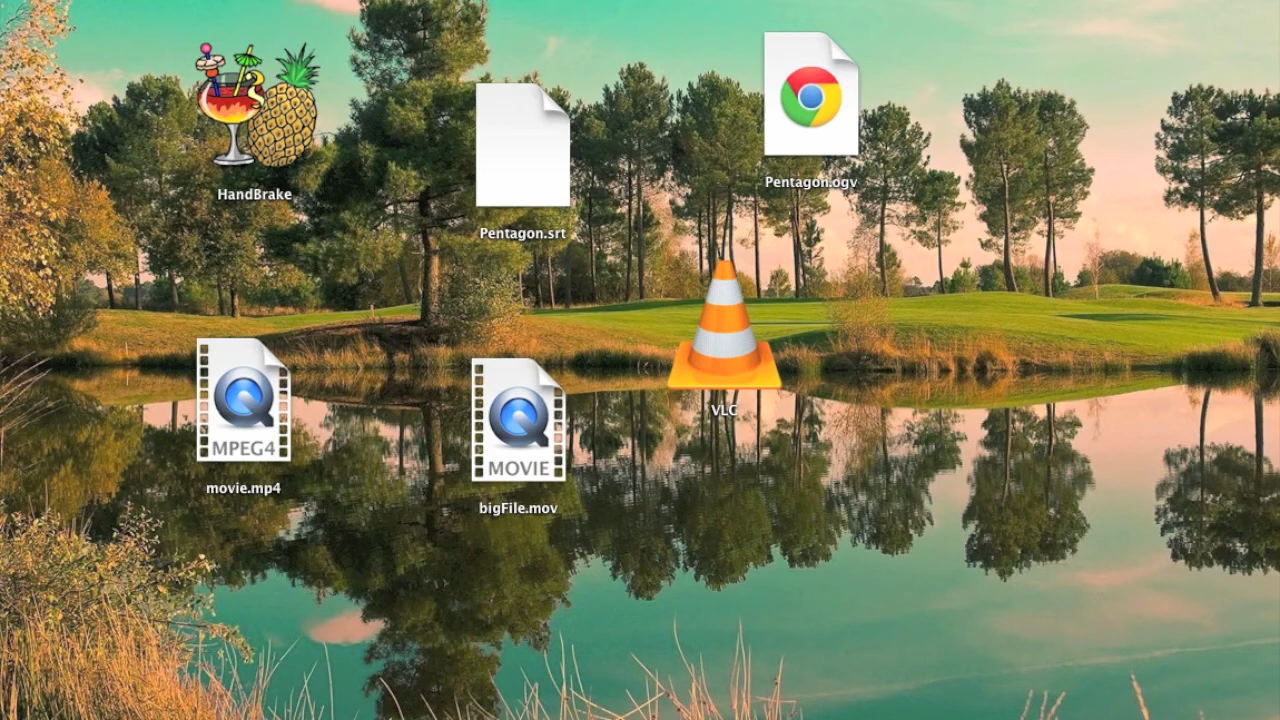 HandBrake
Pentagon.srt
Pentagon.ogv
VLC
MPEG4
movie.mp4
MOVIE
bigFile.mov